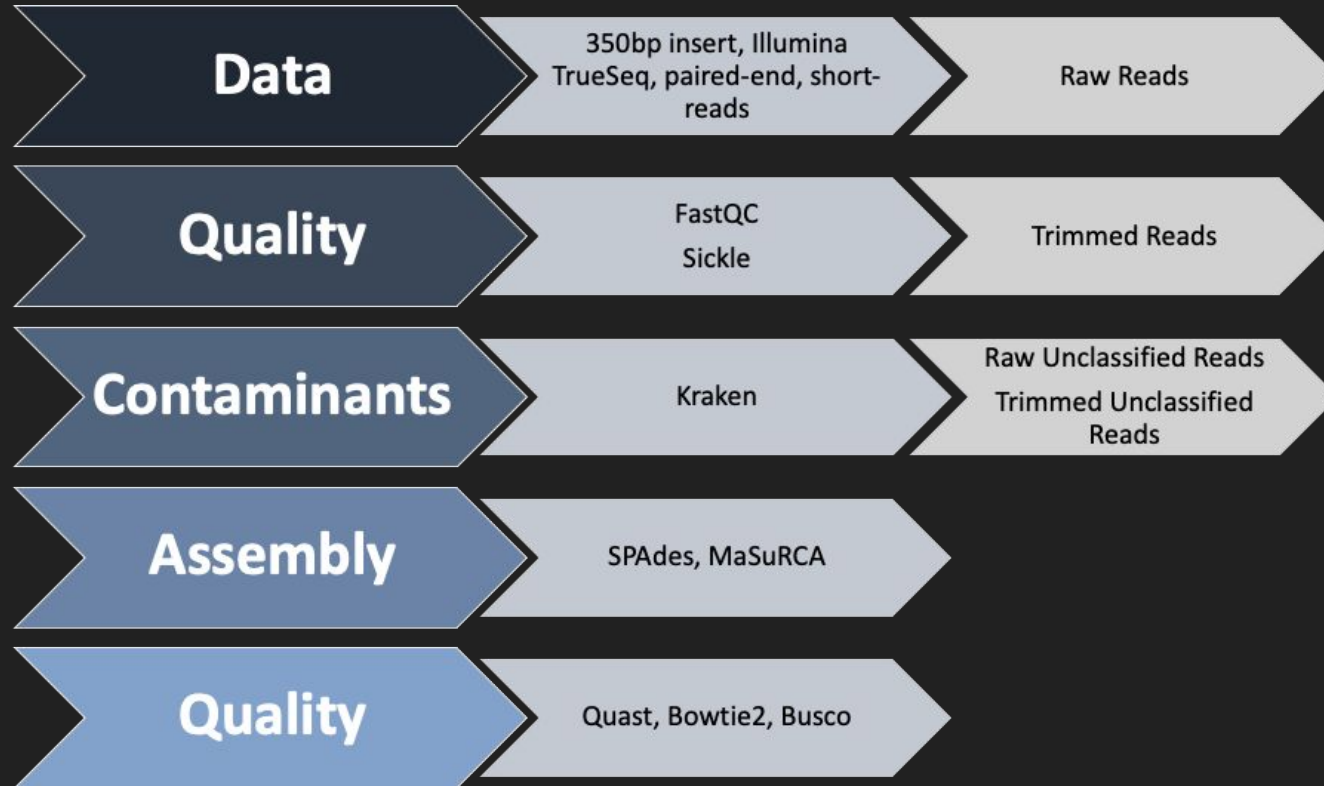 Data
350bp insert, Illumina
TrueSeq, paired-end, short-
reads
Raw Reads
Quality
FastQC
Sickle
Trimmed Reads
Contaminants
Kraken
Raw Unclassified Reads
Trimmed Unclassified
Reads
Assembly
SPAdes, MaSuRCA
Quality
Quast, Bowtie2, Busco